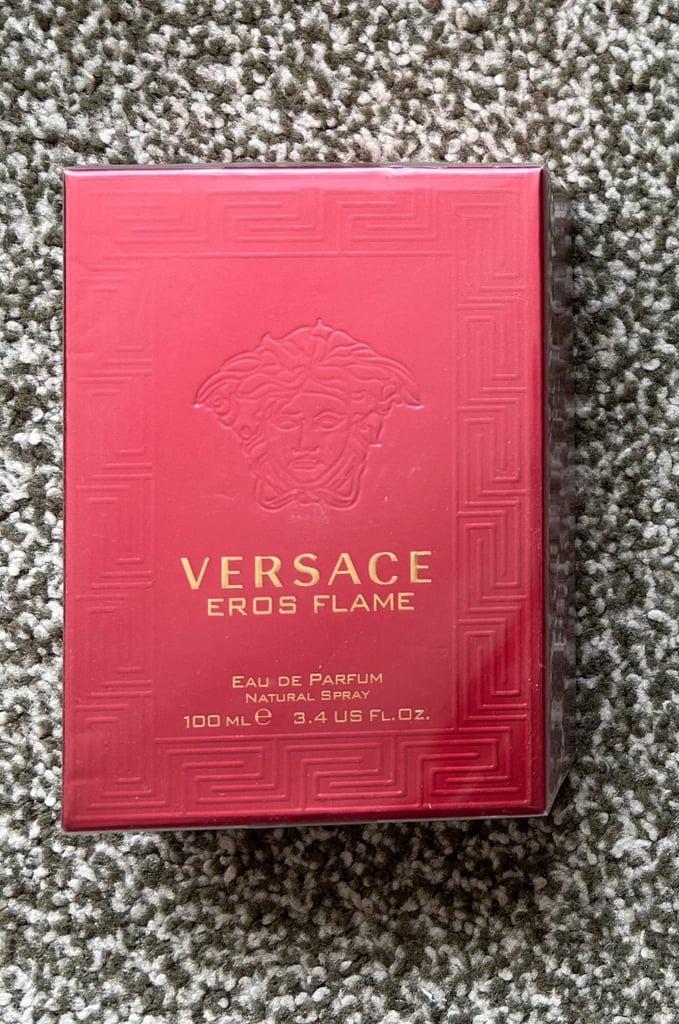 VERSACE
EROS FLAME
EAU DE PARFUM
NATURAL SPRAY
100 ML ℮ 3.4 US FL.OZ.